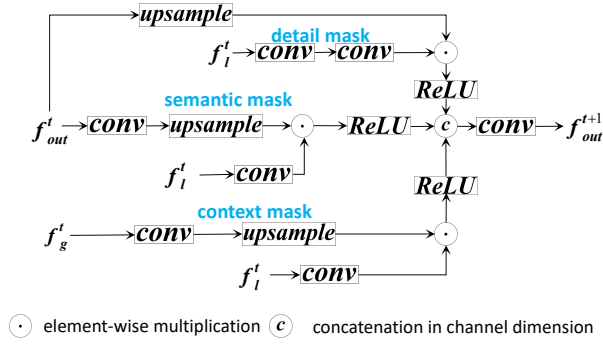 upsample
detail mask
f_l^t conv conv ·
ReLU
semantic mask
f_out^t conv upsample · ReLU c conv f_out^{t+1}
f_l^t conv
ReLU
context mask
f_g^t conv upsample ·
f_l^t conv
· element-wise multiplication c concatenation in channel dimension